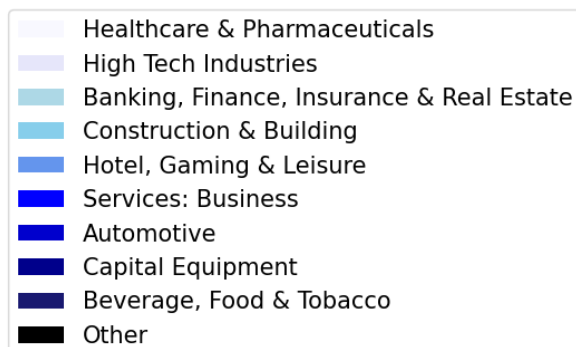 Healthcare & Pharmaceuticals
High Tech Industries
Banking, Finance, Insurance & Real Estate
Construction & Building
Hotel, Gaming & Leisure
Services: Business
Automotive
Capital Equipment
Beverage, Food & Tobacco
Other